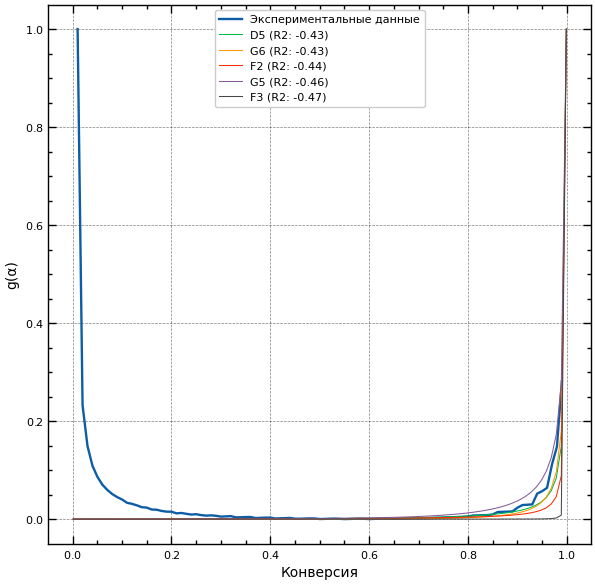 Экспериментальные данные
D5 (R2: -0.43)
G6 (R2: -0.43)
F2 (R2: -0.44)
G5 (R2: -0.46)
F3 (R2: -0.47)
1.0
0.8
0.6
0.4
0.2
0.0
g(α)
0.0 0.2 0.4 0.6 0.8 1.0
Конверсия